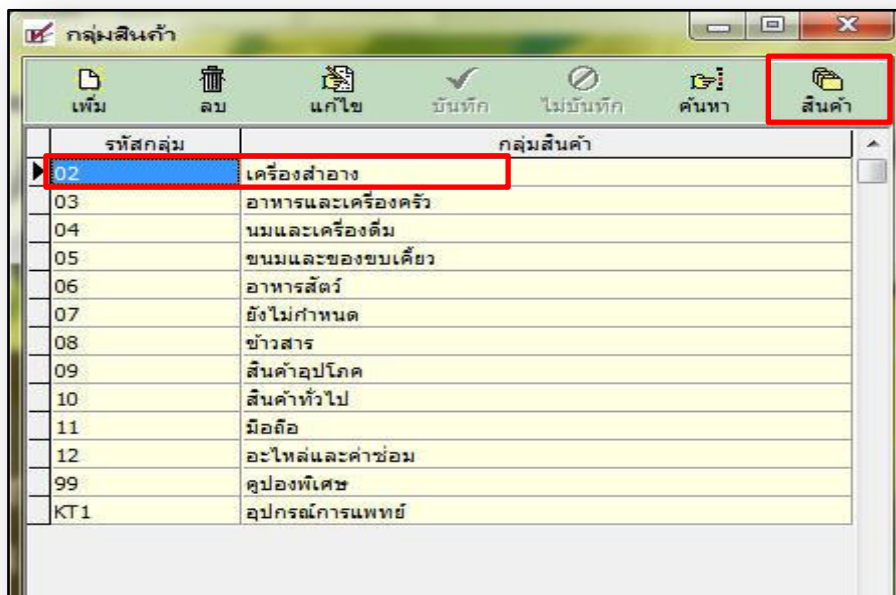 กลุ่มสินค้า
เพิ่ม ลบ แก้ไข บันทึก ไม่บันทึก ค้นหา สินค้า
รหัสกลุ่ม กลุ่มสินค้า
02 เครื่องสำอาง
03 อาหารและเครื่องครัว
04 นมและเครื่องดื่ม
05 ขนมและของขบเคี้ยว
06 อาหารสัตว์
07 ยังไม่กำหนด
08 ข้าวสาร
09 สินค้าอุปโภค
10 สินค้าทั่วไป
11 มือถือ
12 อะไหล่และค่าซ่อม
99 คูปองพิเศษ
KT1 อุปกรณ์การแพทย์